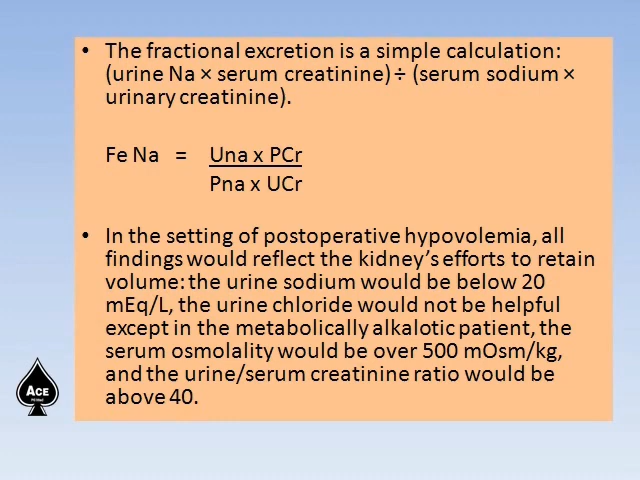 • The fractional excretion is a simple calculation:
(urine Na × serum creatinine) ÷ (serum sodium ×
urinary creatinine).
Fe Na = Una x PCr
Pna x UCr
• In the setting of postoperative hypovolemia, all
findings would reflect the kidney's efforts to retain
volume: the urine sodium would be below 20
mEq/L, the urine chloride would not be helpful
except in the metabolically alkalotic patient, the
serum osmolality would be over 500 mOsm/kg,
and the urine/serum creatinine ratio would be
above 40.
ACE